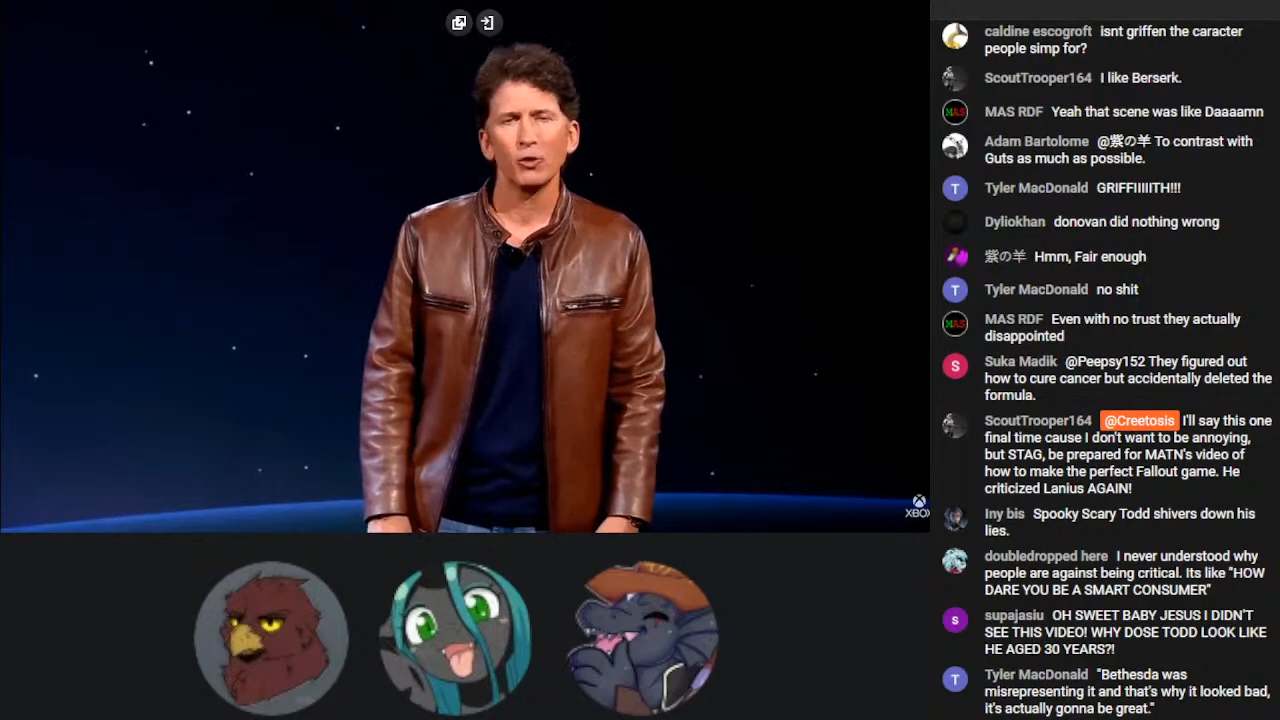 XBOX
caldine escogroft isnt griffen the caracter
people simp for?
ScoutTrooper164 I like Berserk.
MAS
MAS RDF Yeah that scene was like Daaaamn
Adam Bartolome @紫の羊 To contrast with
Guts as much as possible.
T
Tyler MacDonald GRIFFIIIIITH!!!
Dyliokhan donovan did nothing wrong
紫の羊 Hmm, Fair enough
T
Tyler MacDonald no shit
MAS
MAS RDF Even with no trust they actually
disappointed
S
Suka Madik @Peepsy152 They figured out
how to cure cancer but accidentally deleted the
formula.
ScoutTrooper164 @Creetosis I'll say this one
final time cause I don't want to be annoying,
but STAG, be prepared for MATN's video of
how to make the perfect Fallout game. He
criticized Lanius AGAIN!
Iny bis Spooky Scary Todd shivers down his
lies.
doubledropped here I never understood why
people are against being critical. Its like "HOW
DARE YOU BE A SMART CONSUMER"
s
supajasiu OH SWEET BABY JESUS I DIDN'T
SEE THIS VIDEO! WHY DOSE TODD LOOK LIKE
HE AGED 30 YEARS?!
T
Tyler MacDonald "Bethesda was
misrepresenting it and that's why it looked bad,
it's actually gonna be great."